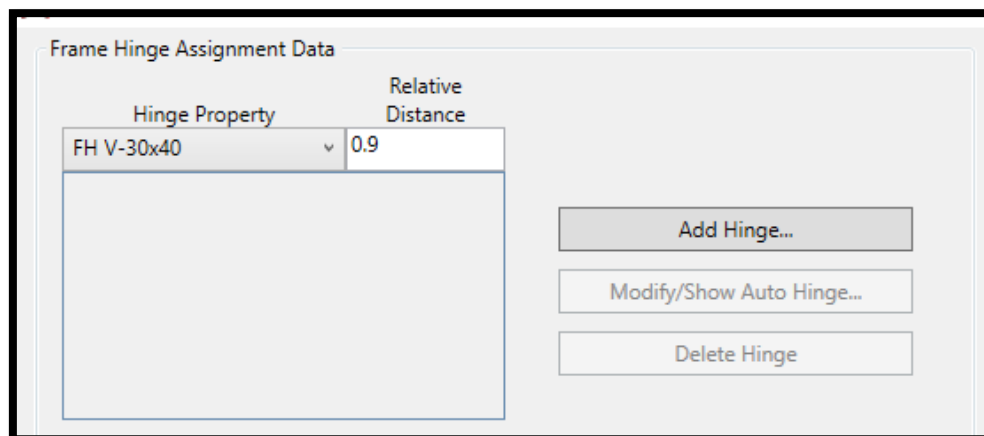 Frame Hinge Assignment Data
Relative
Hinge Property Distance
FH V-30x40 0.9
Add Hinge...
Modify/Show Auto Hinge...
Delete Hinge